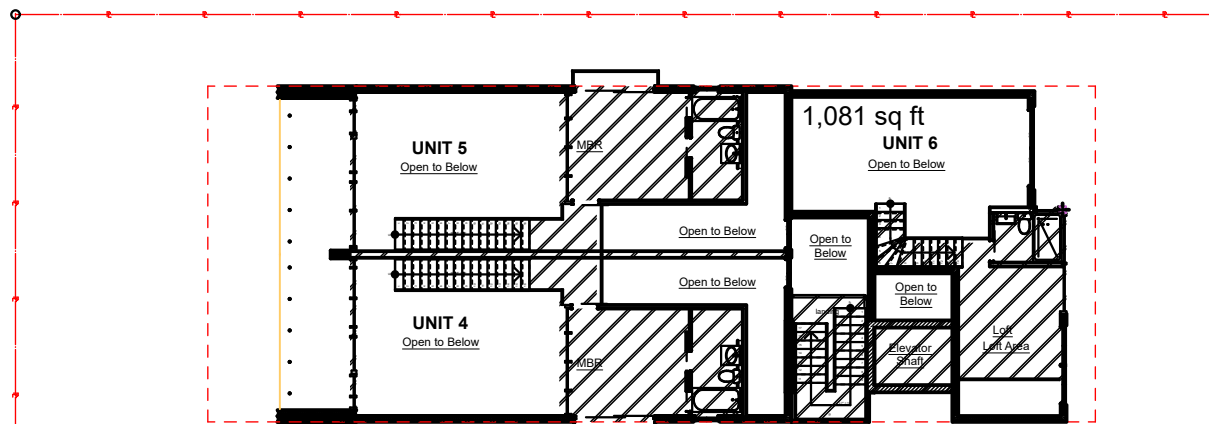 1,081 sq ft
UNIT 5
Open to Below
MBR
UNIT 6
Open to Below
Open to Below
Open to
Below
Open to Below
Open to
Below
landing
UNIT 4
Open to Below
MBR
Elevator
Shaft
Loft
Loft Area